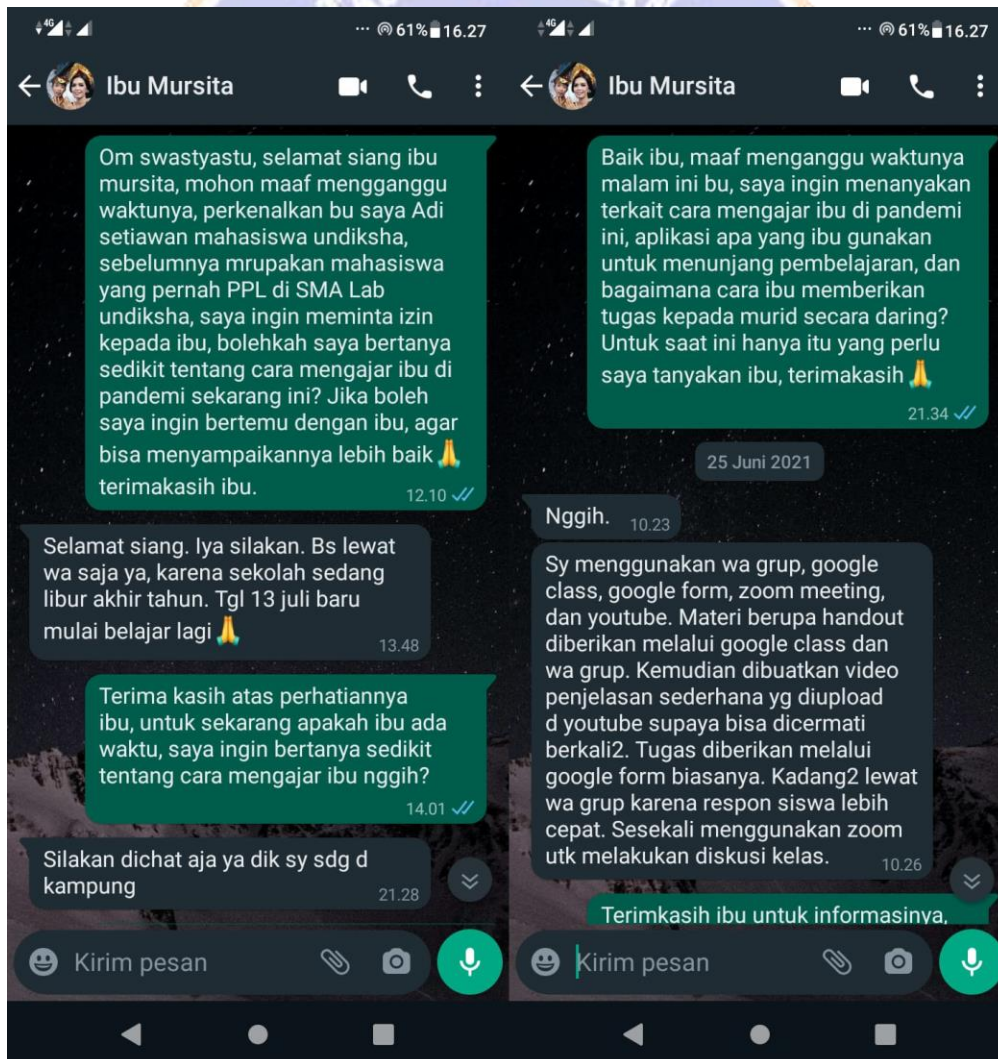 4G
... 61% 16.27
Ibu Mursita
Om swastyastu, selamat siang ibu
mursita, mohon maaf mengganggu
waktunya, perkenalkan bu saya Adi
setiawan mahasiswa undiksha,
sebelumnya mrupakan mahasiswa
yang pernah PPL di SMA Lab
undiksha, saya ingin meminta izin
kepada ibu, bolehkah saya bertanya
sedikit tentang cara mengajar ibu di
pandemi sekarang ini? Jika boleh
saya ingin bertemu dengan ibu, agar
bisa menyampaikannya lebih baik 🙏
terimakasih ibu.
12.10
Selamat siang. Iya silakan. Bs lewat
wa saja ya, karena sekolah sedang
libur akhir tahun. Tgl 13 juli baru
mulai belajar lagi 🙏
13.48
Terima kasih atas perhatiannya
ibu, untuk sekarang apakah ibu ada
waktu, saya ingin bertanya sedikit
tentang cara mengajar ibu nggih?
14.01
Silakan dichat aja ya dik sy sdg d
kampung
21.28
Kirim pesan
4G
... 61% 16.27
Ibu Mursita
Baik ibu, maaf menganggu waktunya
malam ini bu, saya ingin menanyakan
terkait cara mengajar ibu di pandemi
ini, aplikasi apa yang ibu gunakan
untuk menunjang pembelajaran, dan
bagaimana cara ibu memberikan
tugas kepada murid secara daring?
Untuk saat ini hanya itu yang perlu
saya tanyakan ibu, terimakasih 🙏
21.34
25 Juni 2021
Nggih.
10.23
Sy menggunakan wa grup, google
class, google form, zoom meeting,
dan youtube. Materi berupa handout
diberikan melalui google class dan
wa grup. Kemudian dibuatkan video
penjelasan sederhana yg diupload
d youtube supaya bisa dicermati
berkali2. Tugas diberikan melalui
google form biasanya. Kadang2 lewat
wa grup karena respon siswa lebih
cepat. Sesekali menggunakan zoom
utk melakukan diskusi kelas.
10.26
Terimkasih ibu untuk informasinya,
Kirim pesan